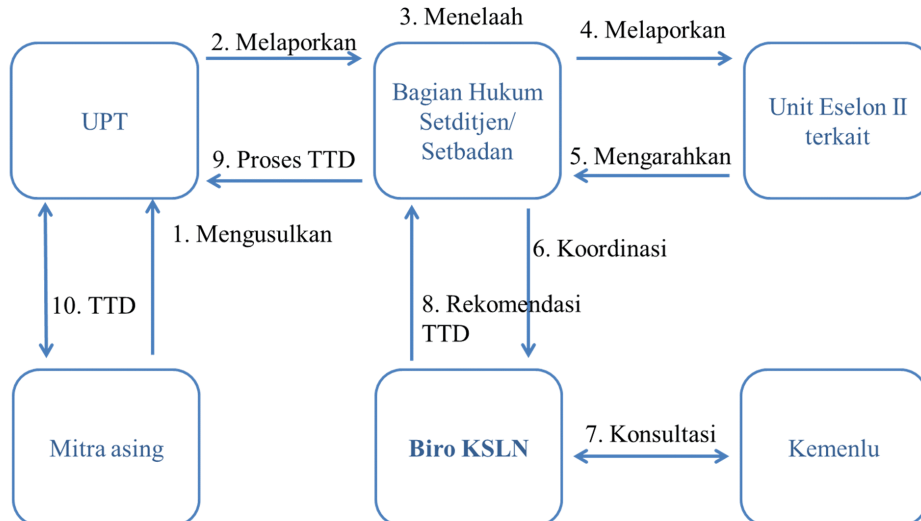 3. Menelaah
2. Melaporkan
4. Melaporkan
UPT
Bagian Hukum
Setditjen/
Setbadan
Unit Eselon II
terkait
9. Proses TTD
5. Mengarahkan
1. Mengusulkan
6. Koordinasi
10. TTD
8. Rekomendasi
TTD
Mitra asing
Biro KSLN
7. Konsultasi
Kemenlu